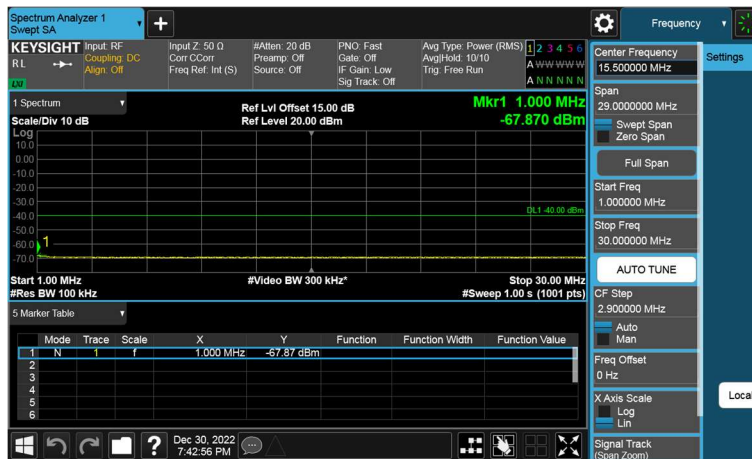 Spectrum Analyzer 1
Swept SA
Frequency
KEYSIGHT
Input: RF
Input Z: 50 Ω
#Atten: 20 dB
PNO: Fast
Avg Type: Power (RMS)
1 2 3 4 5 6
RL
Coupling: DC
Corr CCorr
Preamp: Off
Gate: Off
Avg|Hold: 10/10
A W W W W W
Align: Off
Freq Ref: Int (S)
Source: Off
IF Gain: Low
Trig: Free Run
Sig Track: Off
A N N N N N
LXI
1 Spectrum
Ref Lvl Offset 15.00 dB
Mkr1 1.000 MHz
Scale/Div 10 dB
Ref Level 20.00 dBm
-67.870 dBm
Log
10.0
0.00
-10.0
-20.0
-30.0
DL1 -40.00 dBm
-40.0
-50.0
-60.0
1
-70.0
Start 1.00 MHz
#Video BW 300 kHz*
Stop 30.00 MHz
#Res BW 100 kHz
#Sweep 1.00 s (1001 pts)
5 Marker Table
Mode Trace Scale X Y Function Function Width Function Value
1 N 1 f 1.000 MHz -67.87 dBm
2
3
4
5
6
Dec 30, 2022
7:42:56 PM
Center Frequency
15.500000 MHz
Settings
Span
29.0000000 MHz
Swept Span
Zero Span
Full Span
Start Freq
1.000000 MHz
Stop Freq
30.000000 MHz
AUTO TUNE
CF Step
2.900000 MHz
Auto
Man
Freq Offset
0 Hz
X Axis Scale
Log
Lin
Local
Signal Track
(Span Zoom)